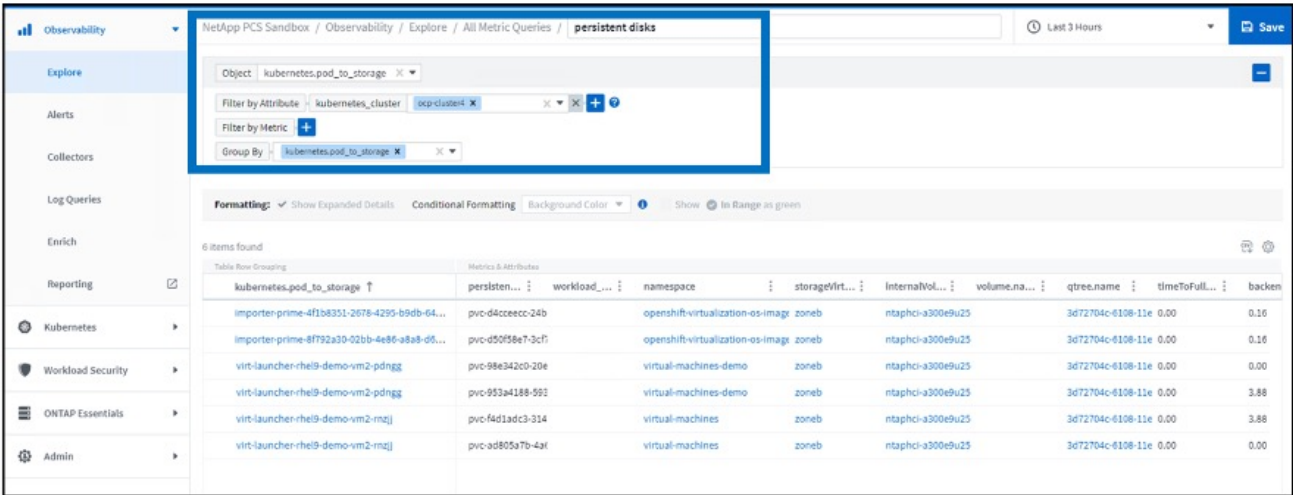 Observability
NetApp PCS Sandbox / Observability / Explore / All Metric Queries / persistent disks
Last 3 Hours
Save
Explore
Alerts
Collectors
Log Queries
Enrich
Reporting
Kubernetes
Workload Security
ONTAP Essentials
Admin
Object kubernetes.pod_to_storage
Filter by Attribute kubernetes_cluster ocp-cluster4
Filter by Metric
Group By kubernetes.pod_to_storage
Formatting: Show Expanded Details Conditional Formatting Background Color Show In Range as green
6 items found
Table Row Grouping Metrics & Attributes
kubernetes.pod_to_storage persisten... workload_... namespace storageVirt... internalVol... volume.na... qtree.name timeToFull... backen
importer-prime-4f1b8351-2678-4295-b9db-64... pvc-d4cceecc-24b openshift-virtualization-os-image zoneb ntaphci-a300e9u25 3d72704c-6108-11e 0.00 0.16
importer-prime-8f792a30-02bb-4e86-a8a8-d6... pvc-d50f58e7-3cf openshift-virtualization-os-image zoneb ntaphci-a300e9u25 3d72704c-6108-11e 0.00 0.16
virt-launcher-rhel9-demo-vm2-pdngg pvc-98e342c0-20e virtual-machines-demo zoneb ntaphci-a300e9u25 3d72704c-6108-11e 0.00 0.00
virt-launcher-rhel9-demo-vm2-pdngg pvc-953a4188-593 virtual-machines-demo zoneb ntaphci-a300e9u25 3d72704c-6108-11e 0.00 3.88
virt-launcher-rhel9-demo-vm2-rnzjj pvc-f4d1adc3-314 virtual-machines zoneb ntaphci-a300e9u25 3d72704c-6108-11e 0.00 3.88
virt-launcher-rhel9-demo-vm2-rnzjj pvc-ad805a7b-4a virtual-machines zoneb ntaphci-a300e9u25 3d72704c-6108-11e 0.00 0.00